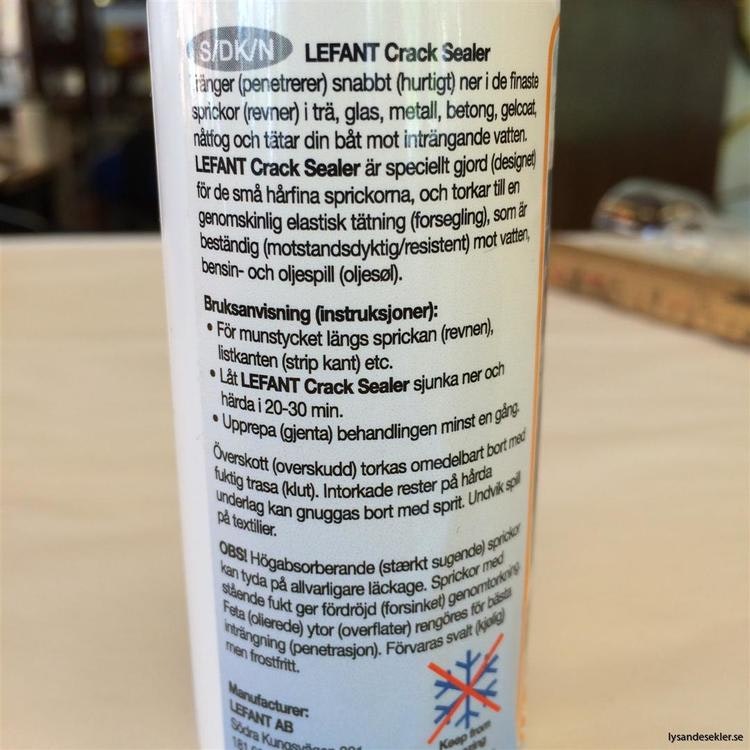 S/DK/N LEFANT Crack Sealer
Tränger (penetrerer) snabbt (hurtigt) ner i de finaste
sprickor (revner) i trä, glas, metall, betong, gelcoat,
nåtfog och tätar din båt mot inträngande vatten.
LEFANT Crack Sealer är speciellt gjord (designet)
för de små hårfina sprickorna, och torkar till en
genomskinlig elastisk tätning (forsegling), som är
beständig (motstandsdyktig/resistent) mot vatten,
bensin- och oljespill (oljesøl).
Bruksanvisning (instruksjoner):
• För munstycket längs sprickan (revnen),
listkanten (strip kant) etc.
• Låt LEFANT Crack Sealer sjunka ner och
härda i 20-30 min.
• Upprepa (gjenta) behandlingen minst en gång.
Överskott (overskudd) torkas omedelbart bort med
fuktig trasa (klut). Intorkade rester på hårda
underlag kan gnuggas bort med sprit. Undvik spill
på textilier.
OBS! Högabsorberande (stærkt sugende) sprickor
kan tyda på allvarligare läckage. Sprickor med
stående fukt ger fördröjd (forsinket) genomtorkning.
Feta (olierede) ytor (overflater) rengöres för bästa
inträngning (penetrasjon). Förvaras svalt (kjølig)
men frostfritt.
Manufacturer:
LEFANT AB
Södra Kungsvägen
Keep from
lysandesekler.se